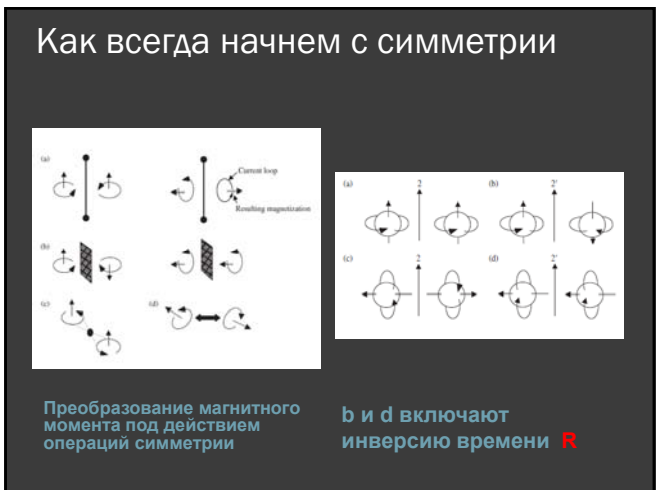 Как всегда начнем с симметрии
(a)
Current loop
Resulting magnetization
(b)
(c)
(d)
(a)
2
(b)
2'
(c)
2
(d)
2'
Преобразование магнитного
момента под действием
операций симметрии
b и d включают
инверсию времени R